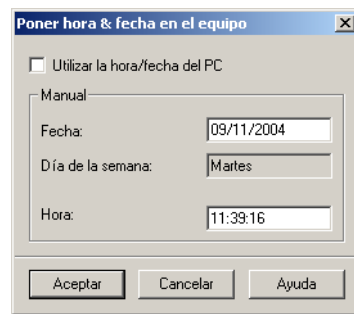 Poner hora & fecha en el equipo
Utilizar la hora/fecha del PC
Manual
Fecha: 09/11/2004
Día de la semana: Martes
Hora: 11:39:16
Aceptar Cancelar Ayuda